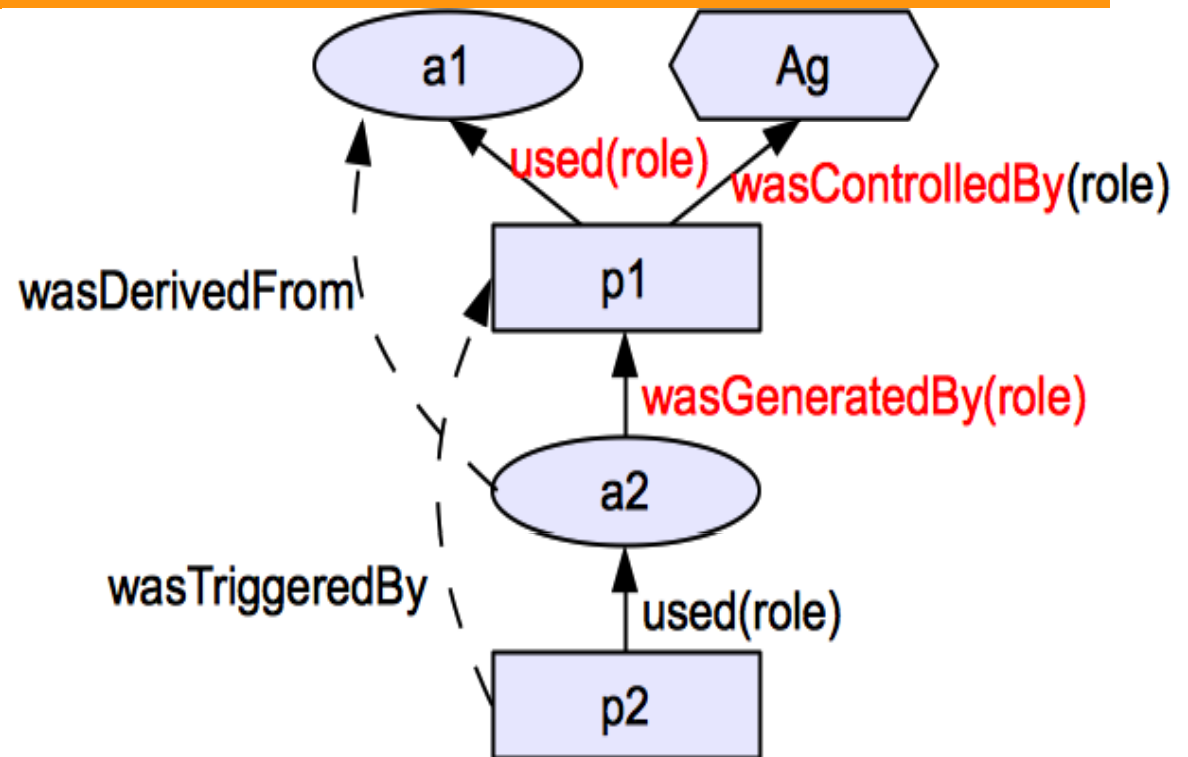 a1
Ag
used(role)
wasControlledBy(role)
p1
wasDerivedFrom
wasGeneratedBy(role)
a2
wasTriggeredBy
used(role)
p2